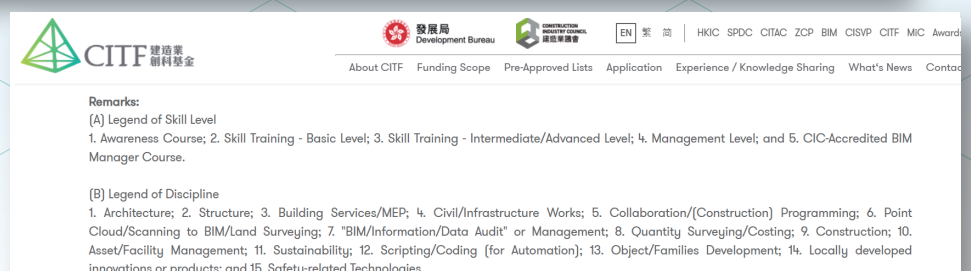 CITF 建造業創科基金
發展局
Development Bureau
CONSTRUCTION
INDUSTRY COUNCIL
建造業議會
EN 繁 简 HKIC SPDC CITAC ZCP BIM CISVP CITF MIC Awards
About CITF Funding Scope Pre-Approved Lists Application Experience / Knowledge Sharing What's News Contac
Remarks:
(A) Legend of Skill Level
1. Awareness Course; 2. Skill Training - Basic Level; 3. Skill Training - Intermediate/Advanced Level; 4. Management Level; and 5. CIC-Accredited BIM
Manager Course.
(B) Legend of Discipline
1. Architecture; 2. Structure; 3. Building Services/MEP; 4. Civil/Infrastructure Works; 5. Collaboration/(Construction) Programming; 6. Point
Cloud/Scanning to BIM/Land Surveying; 7. "BIM/Information/Data Audit" or Management; 8. Quantity Surveying/Costing; 9. Construction; 10.
Asset/Facility Management; 11. Sustainability; 12. Scripting/Coding (for Automation); 13. Object/Families Development; 14. Locally developed
innovations or products; and 15. Safety-related Technologies.